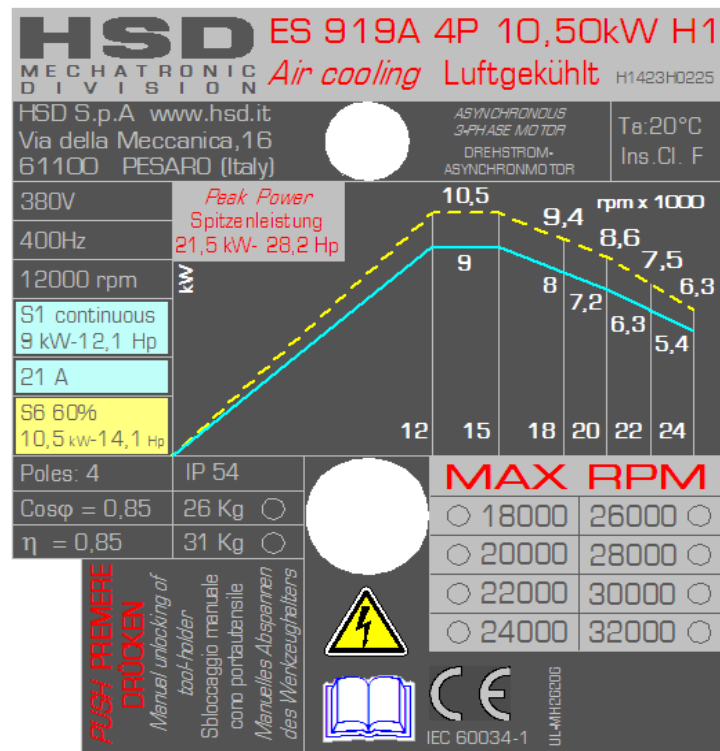 HSD
MECHATRONIC
DIVISION
ES 919A 4P 10,50kW H1
Air cooling Luftgekühlt H1423H0225
HSD S.p.A www.hsd.it
Via della Meccanica,16
61100 PESARO (Italy)
ASYNCHRONOUS
3-PHASE MOTOR
DREHSTROM-
ASYNCHRONMOTOR
Ta:20°C
Ins.Cl. F
380V
400Hz
12000 rpm
S1 continuous
9 kW-12,1 Hp
21 A
S6 60%
10,5 kW-14,1 Hp
Peak Power
Spitzenleistung
21,5 kW- 28,2 Hp
kW
rpm x 1000
10,5
9,4
8,6
7,5
6,3
9
8
7,2
6,3
5,4
12 15 18 20 22 24
Poles: 4
IP 54
Cosφ = 0,85
26 Kg
η = 0,85
31 Kg
MAX RPM
18000 26000
20000 28000
22000 30000
24000 32000
PUSH PREMERE
DRÜCKEN
Manual unlocking of
tool-holder
Sbloccaggio manuale
cono portautensile
Manuelles Abspannen
des Werkzeughalters
CE
IEC 60034-1
UL-MH26206